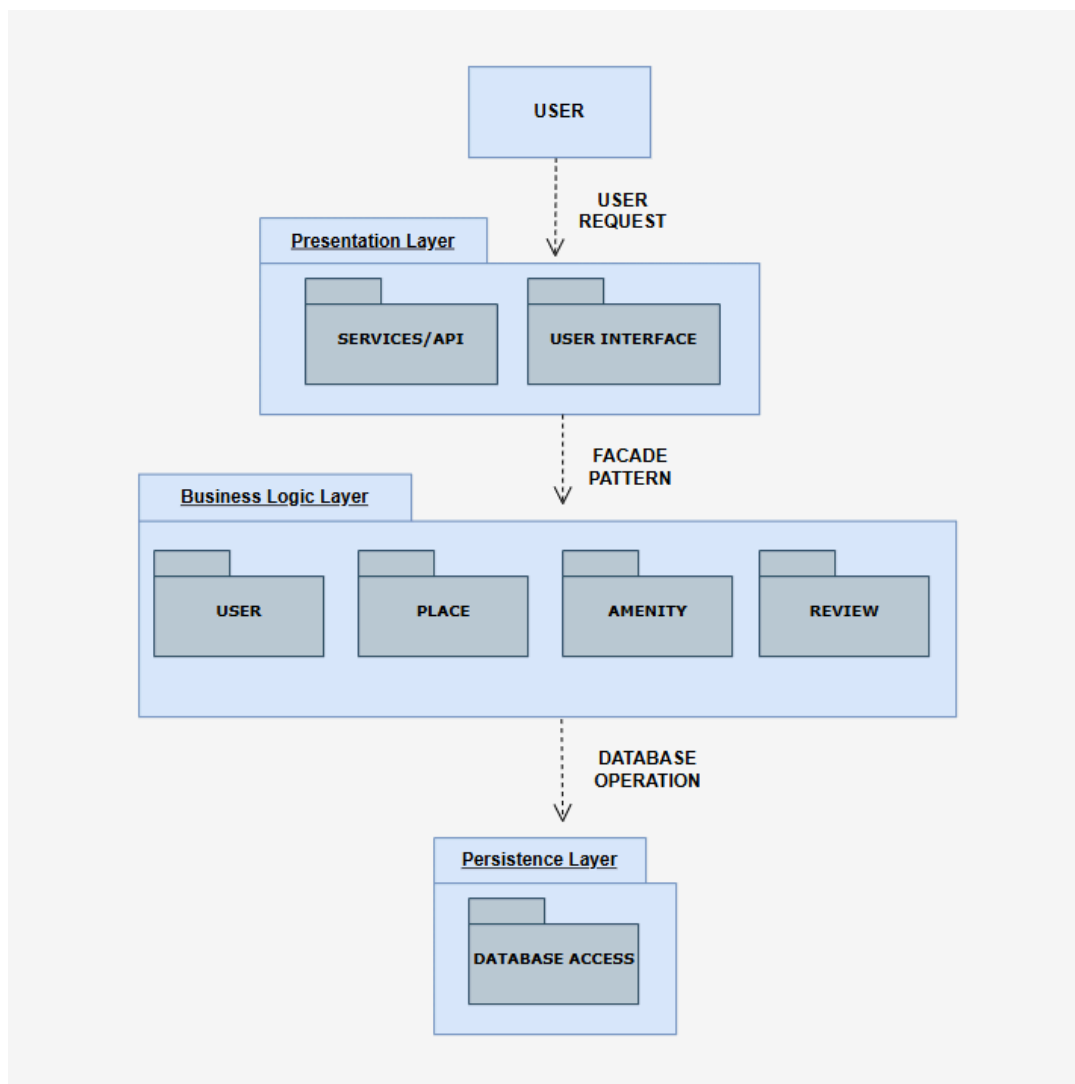 USER
USER
REQUEST
Presentation Layer
SERVICES/API
USER INTERFACE
FACADE
PATTERN
Business Logic Layer
USER
PLACE
AMENITY
REVIEW
DATABASE
OPERATION
Persistence Layer
DATABASE ACCESS